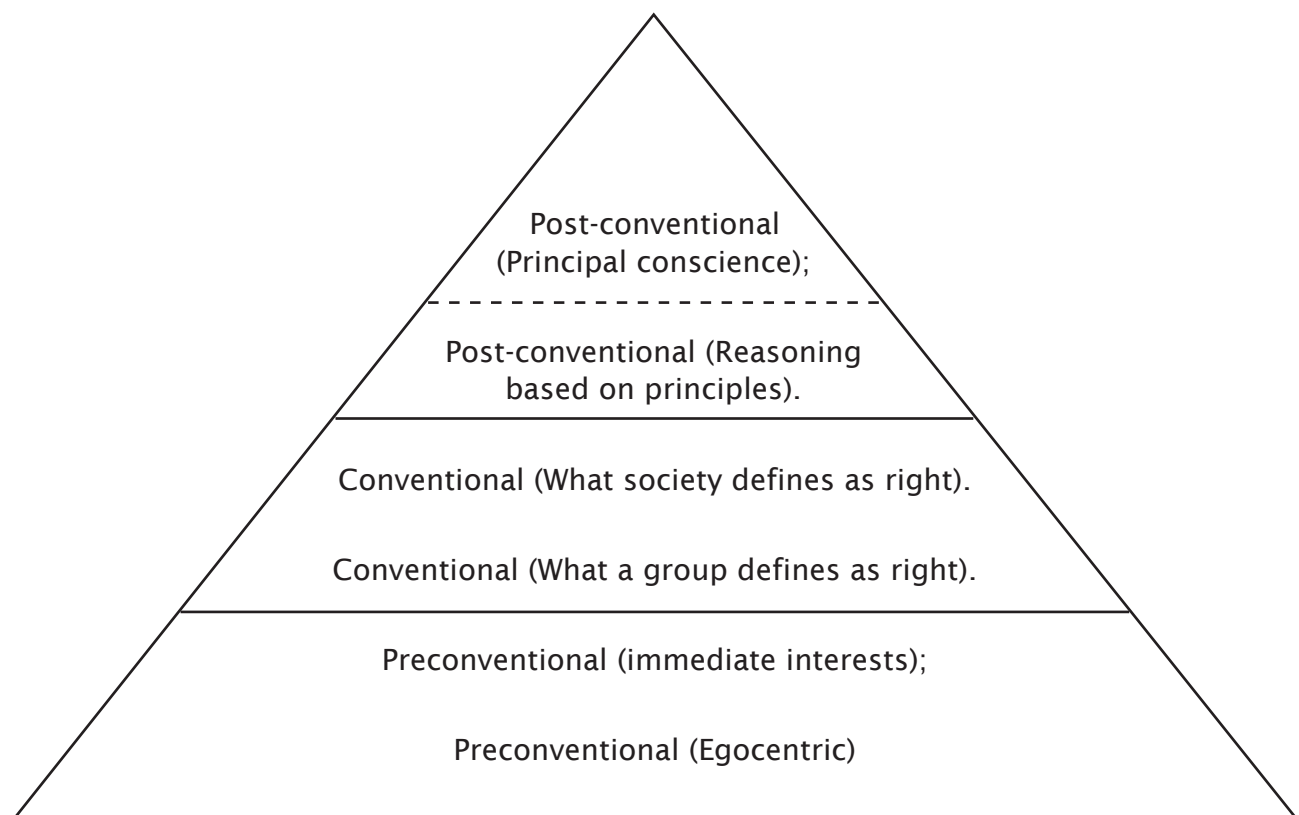 Post-conventional
(Principal conscience);
Post-conventional (Reasoning
based on principles).
Conventional (What society defines as right).
Conventional (What a group defines as right).
Preconventional (immediate interests);
Preconventional (Egocentric)